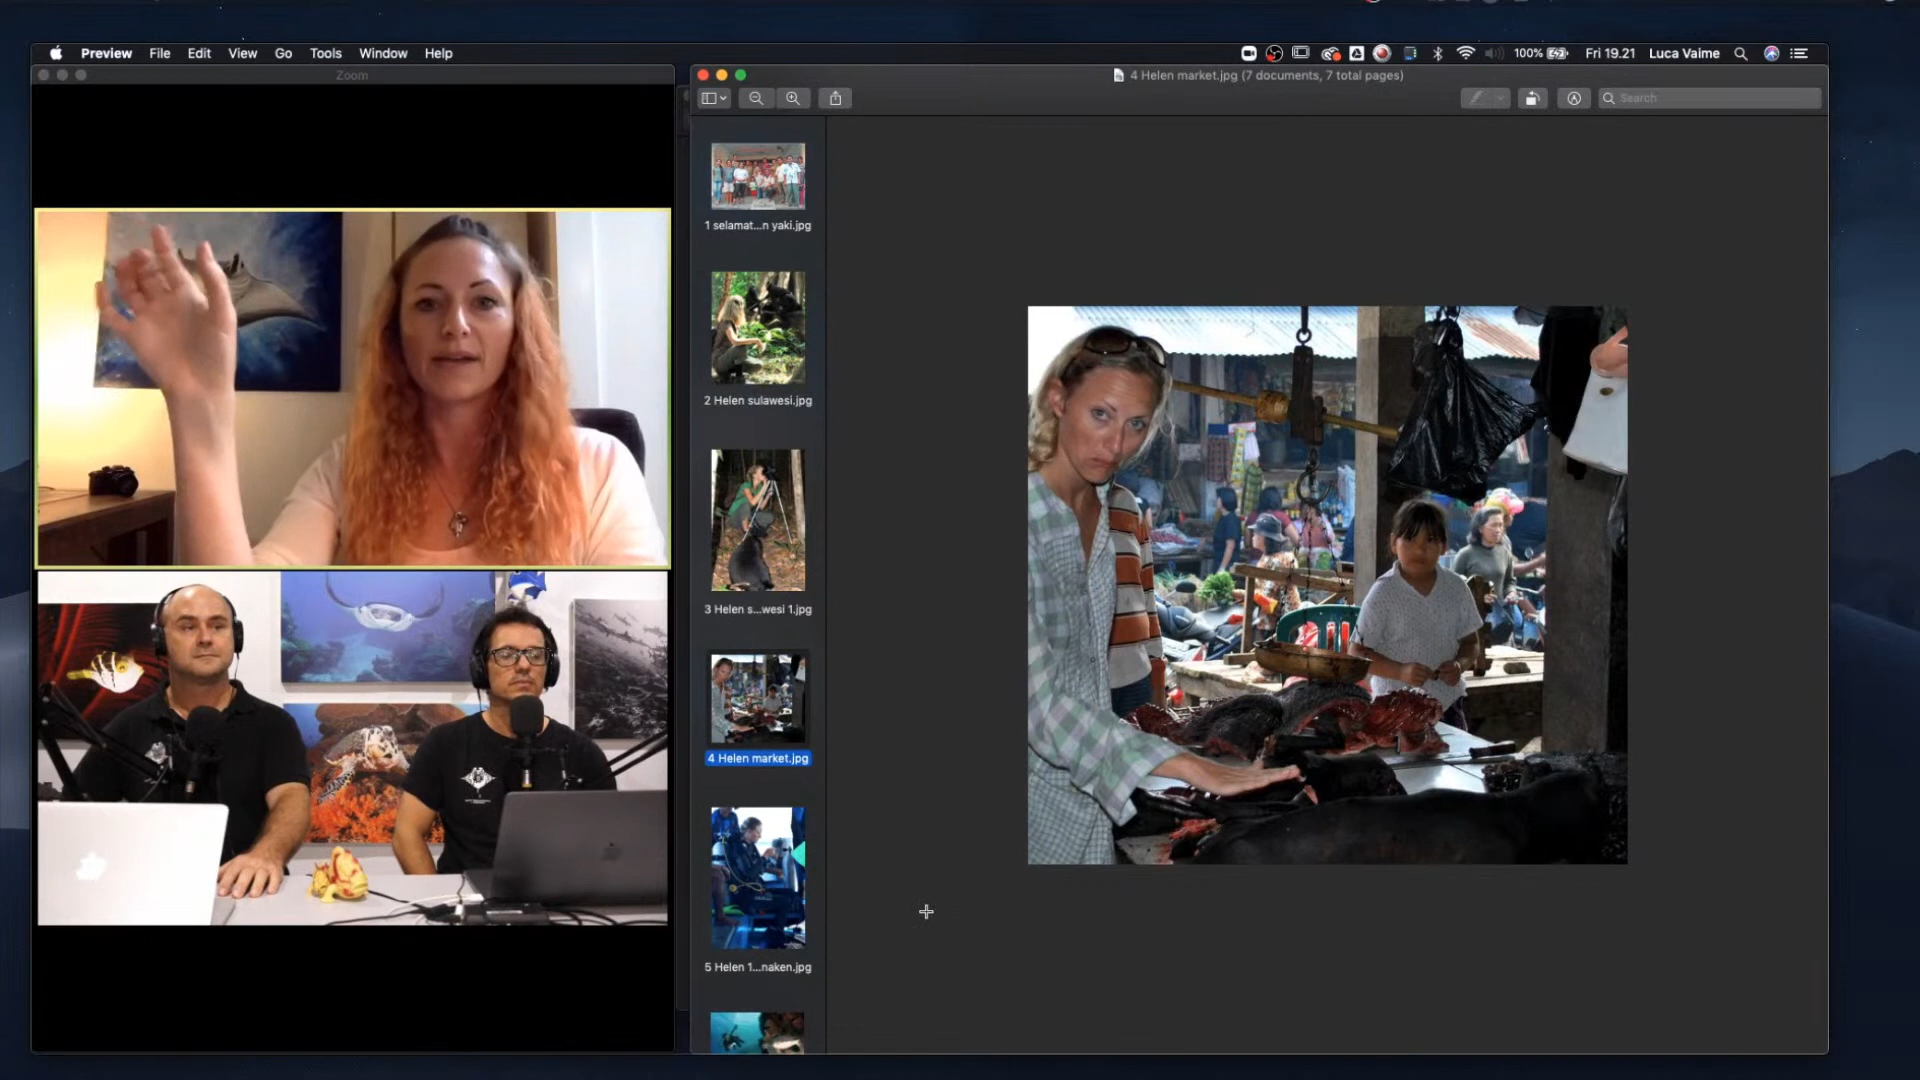 Preview File Edit View Go Tools Window Help
100% Fri 19.21 Luca Vaime
Zoom
4 Helen market.jpg (7 documents, 7 total pages)
Search
1 selamat...n yaki.jpg
2 Helen sulawesi.jpg
3 Helen s...wesi 1.jpg
4 Helen market.jpg
5 Helen 1...naken.jpg